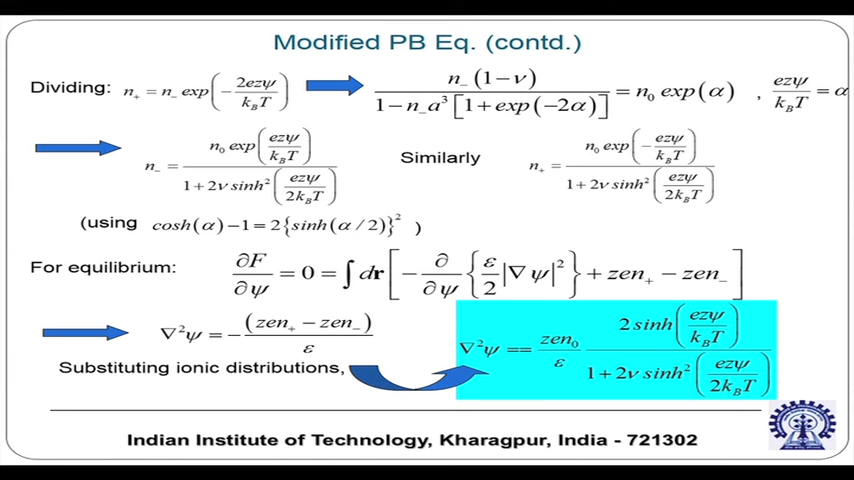 Modified PB Eq. (contd.)
Dividing: n₊ = n₋ exp(−2ezψ/k_BT) n₋(1−ν)/(1−n₋a³[1+exp(−2α)]) = n₀ exp(α) , ezψ/k_BT = α
n₋ = n₀ exp(ezψ/k_BT)/(1+2ν sinh²(ezψ/2k_BT)) Similarly n₊ = n₀ exp(−ezψ/k_BT)/(1+2ν sinh²(ezψ/2k_BT))
(using cosh(α)−1=2{sinh(α/2)}² )
For equilibrium: ∂F/∂ψ = 0 = ∫dr[−∂/∂ψ{ε/2|∇ψ|²}+zen₊−zen₋]
∇²ψ = −(zen₊−zen₋)/ε
Substituting ionic distributions,
∇²ψ == zen₀/ε 2 sinh(ezψ/k_BT)/(1+2ν sinh²(ezψ/2k_BT))
Indian Institute of Technology, Kharagpur, India - 721302